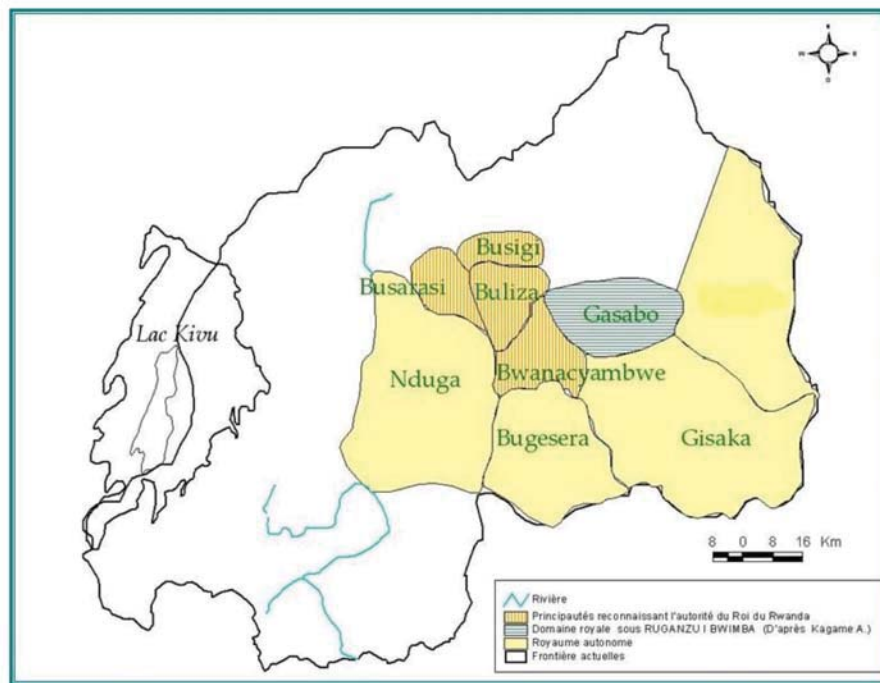 Busigi
Busarasi
Buliza
Gasabo
Lac Kivu
Nduga
Bwanacyambwe
Bugesera
Gisaka
8 0 8 16 Km
Rivière
Principautés reconnaissant l'autorité du Roi du Rwanda
Domaine royale sous RUGANZU I BWIMBA (D'après Kagame A.)
Royaume autonome
Frontière actuelles